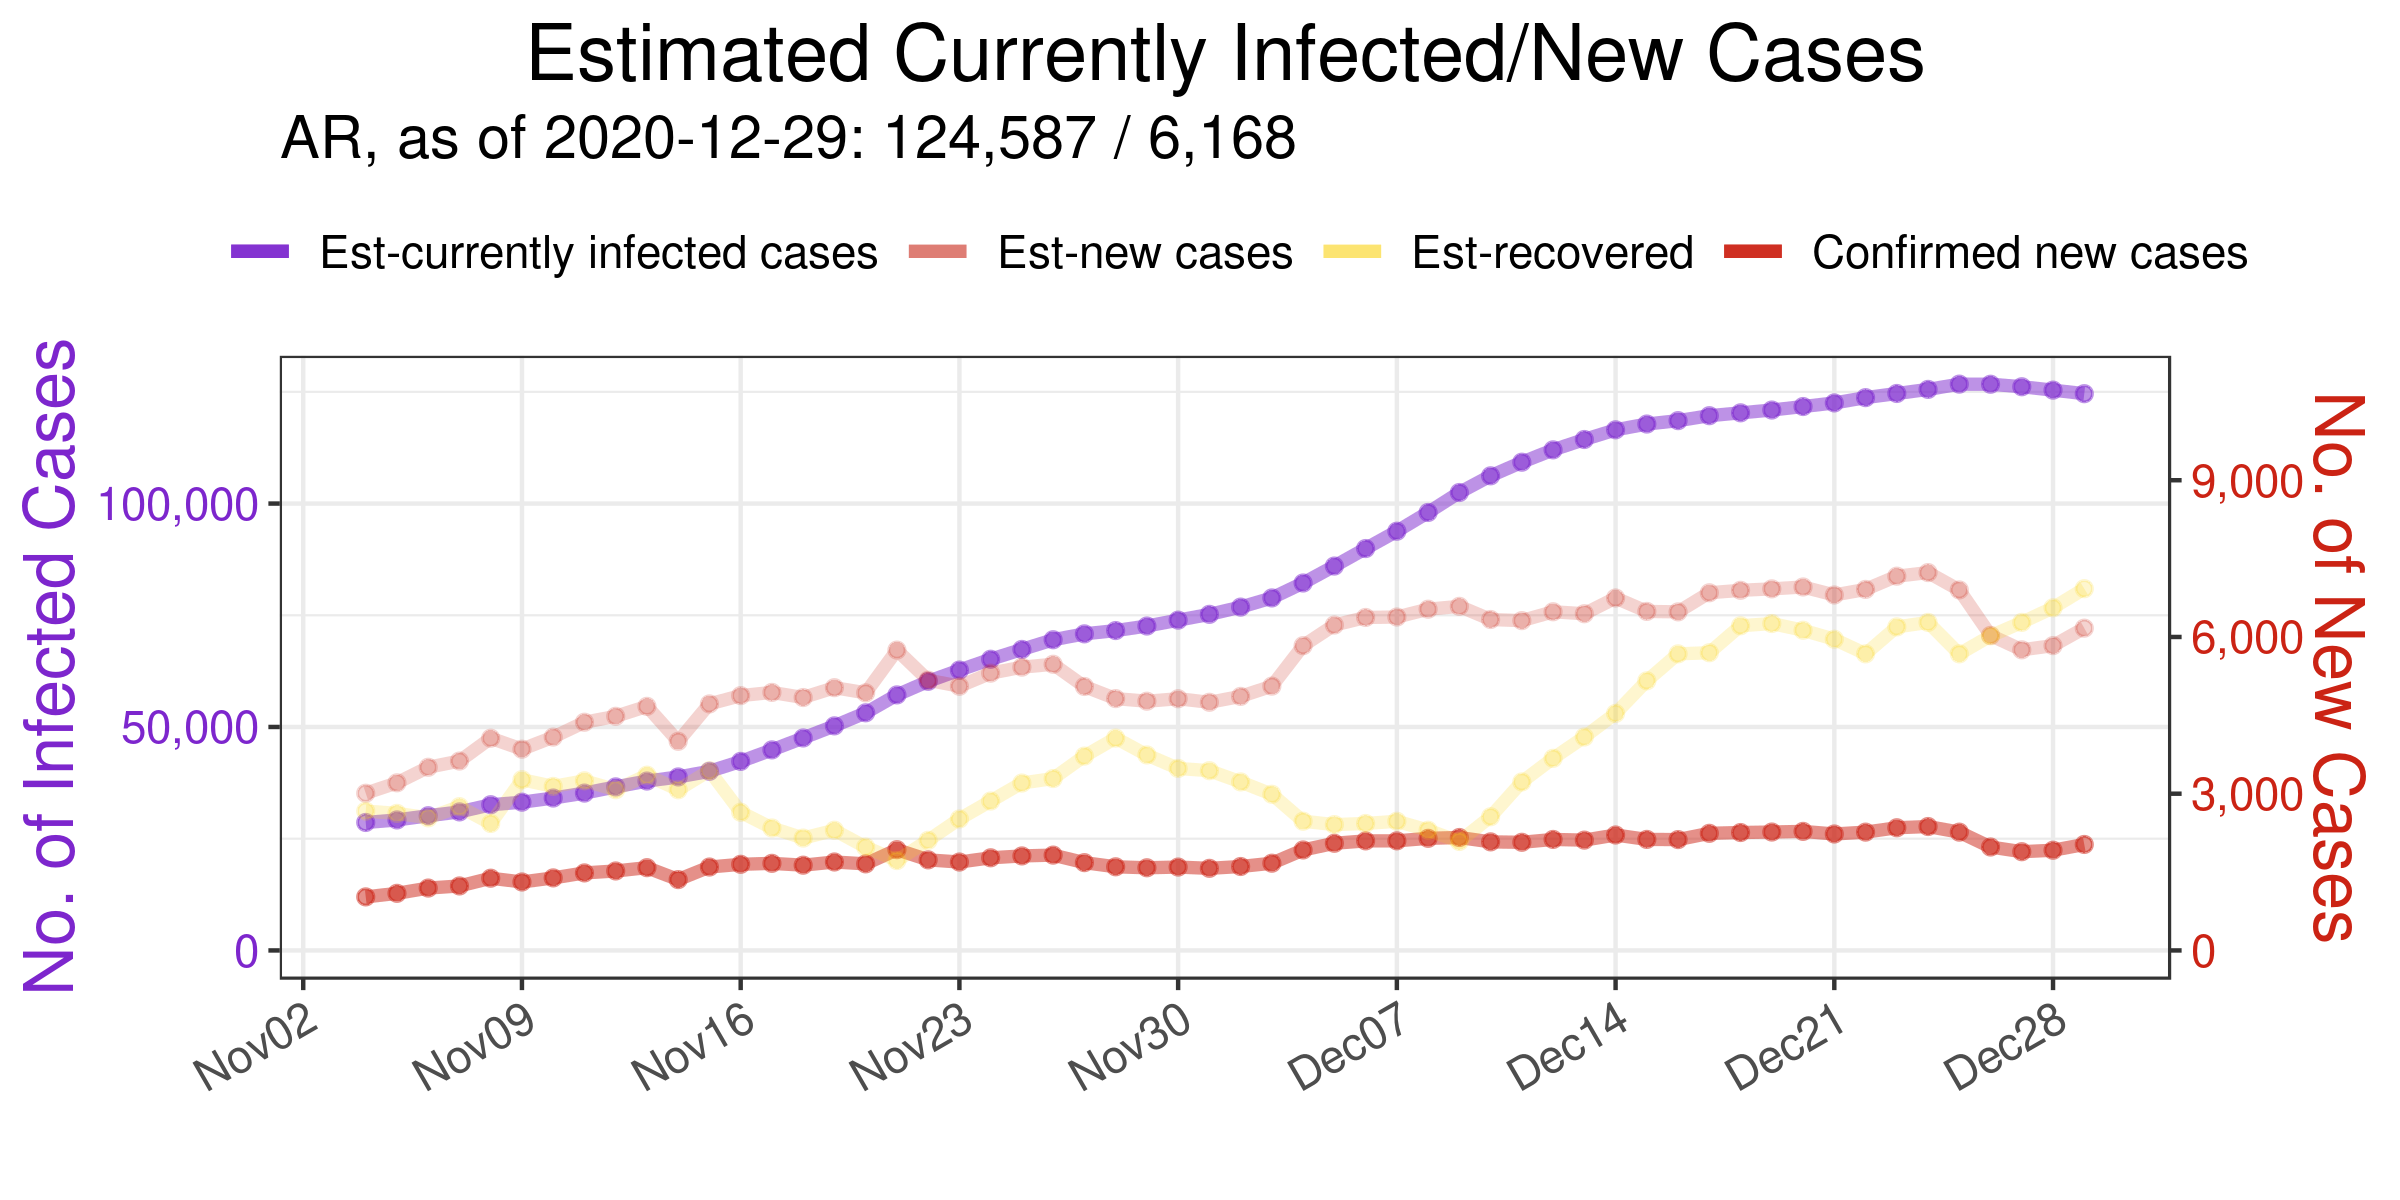 Estimated Currently Infected/New Cases
AR, as of 2020-12-29: 124,587 / 6,168
Est-currently infected cases Est-new cases Est-recovered Confirmed new cases
No. of Infected Cases
100,000
50,000
0
9,000
6,000
3,000
0
No. of New Cases
Nov02 Nov09 Nov16 Nov23 Nov30 Dec07 Dec14 Dec21 Dec28